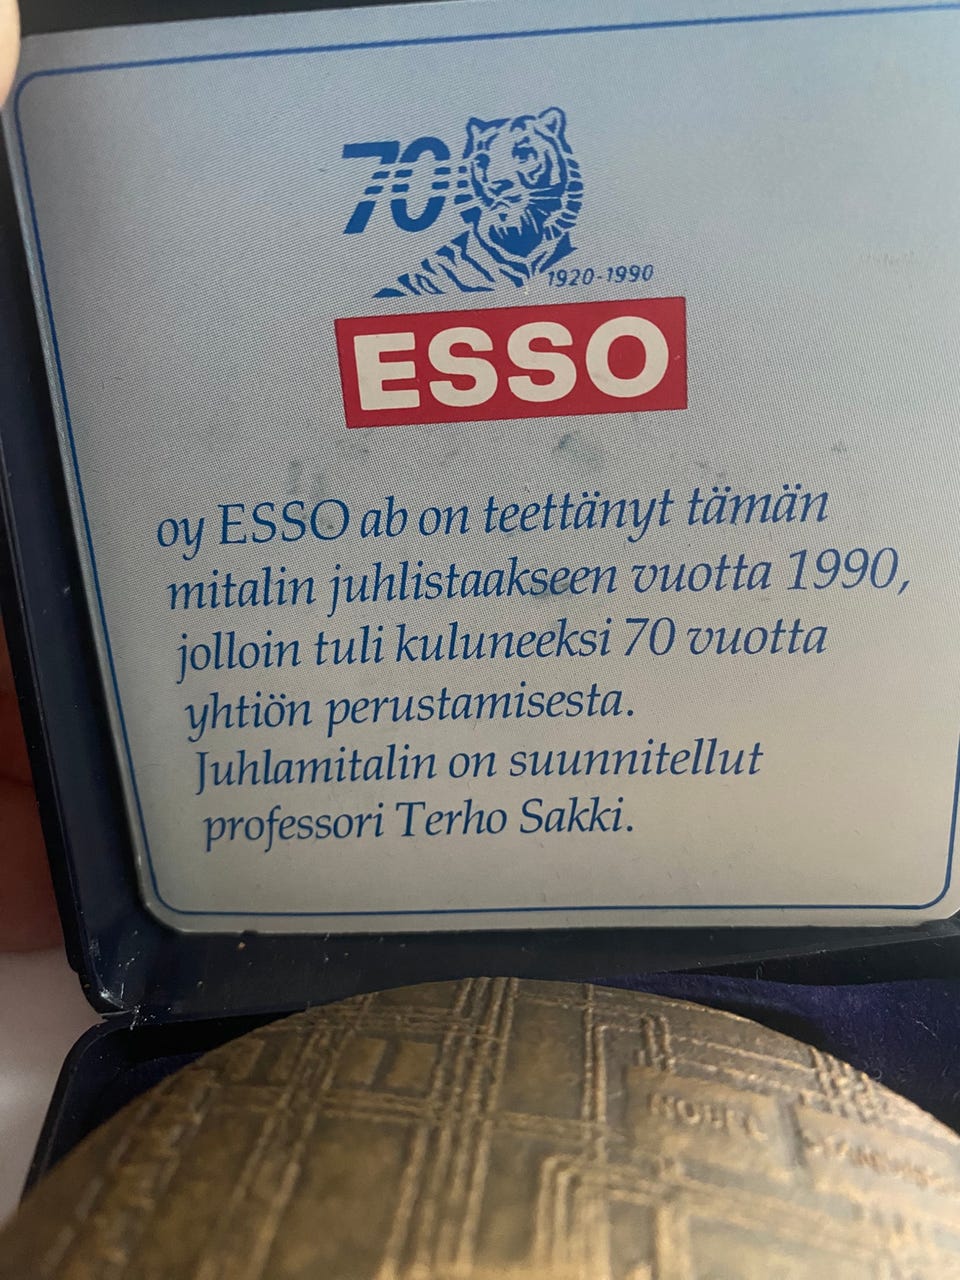 70
1920-1990
ESSO
oy ESSO ab on teettänyt tämän
mitalin juhlistaakseen vuotta 1990,
jolloin tuli kuluneeksi 70 vuotta
yhtiön perustamisesta.
Juhlamitalin on suunnitellut
professori Terho Sakki.